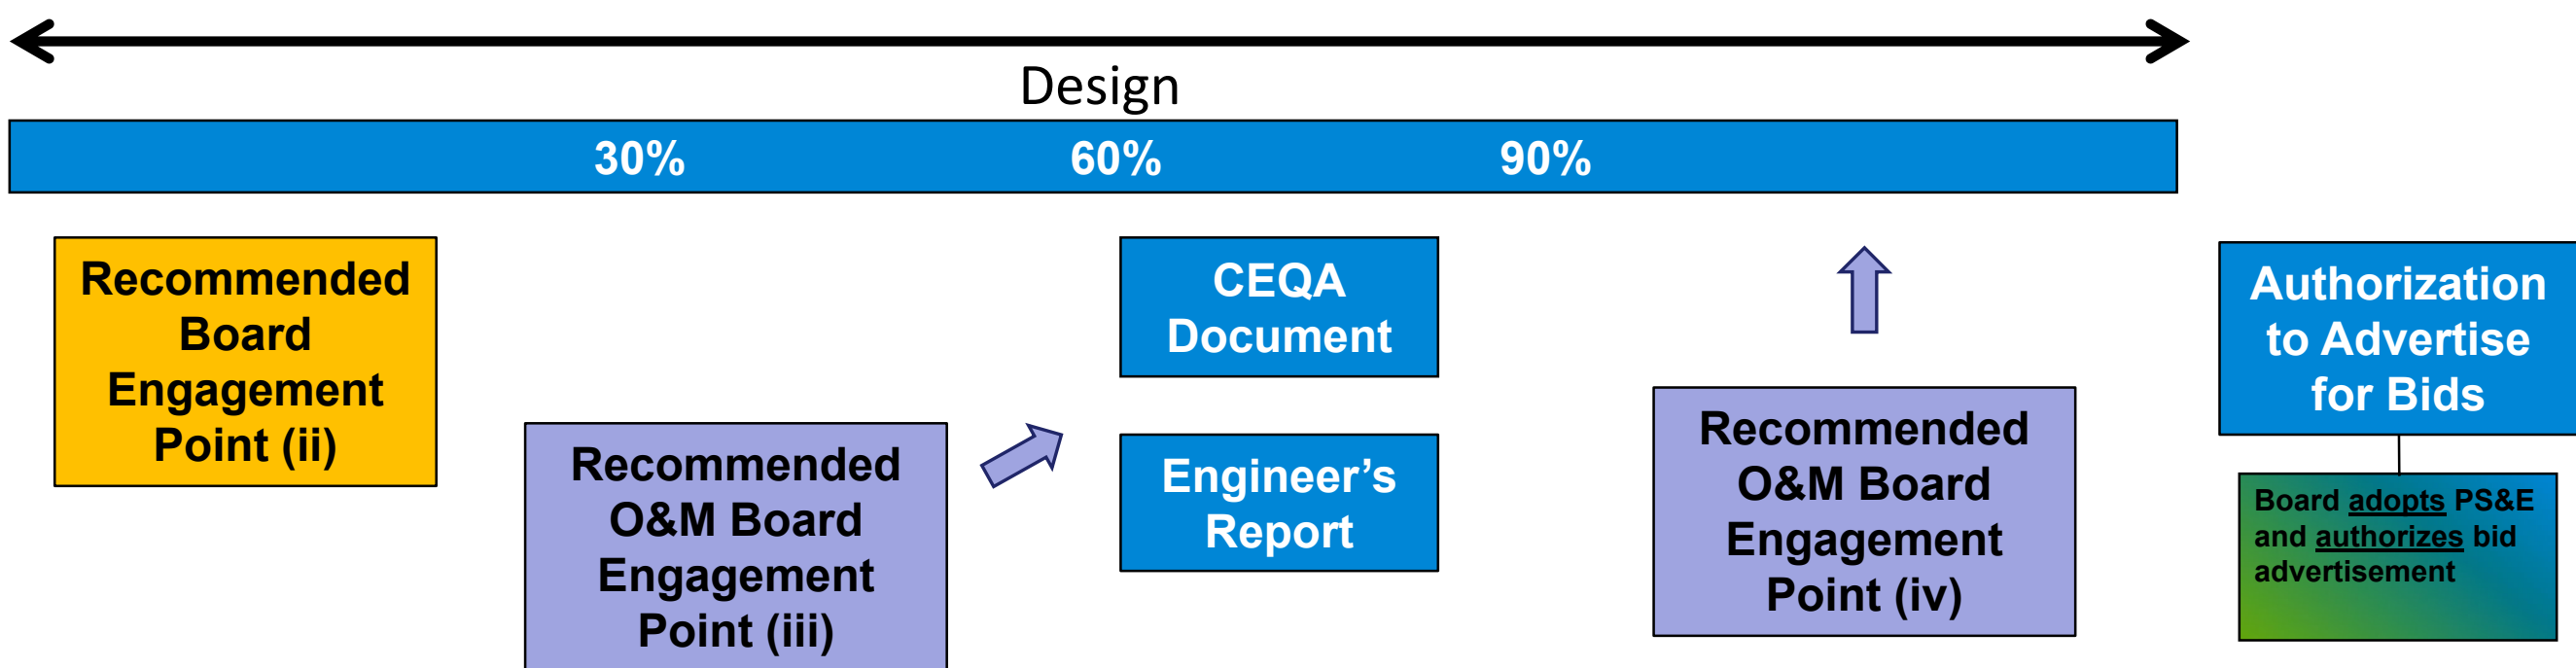 Design
30%
60%
90%
Recommended
Board
Engagement
Point (ii)
Recommended
O&M Board
Engagement
Point (iii)
CEQA
Document
Engineer’s
Report
Recommended
O&M Board
Engagement
Point (iv)
Authorization
to Advertise
for Bids
Board adopts PS&E
and authorizes bid
advertisement